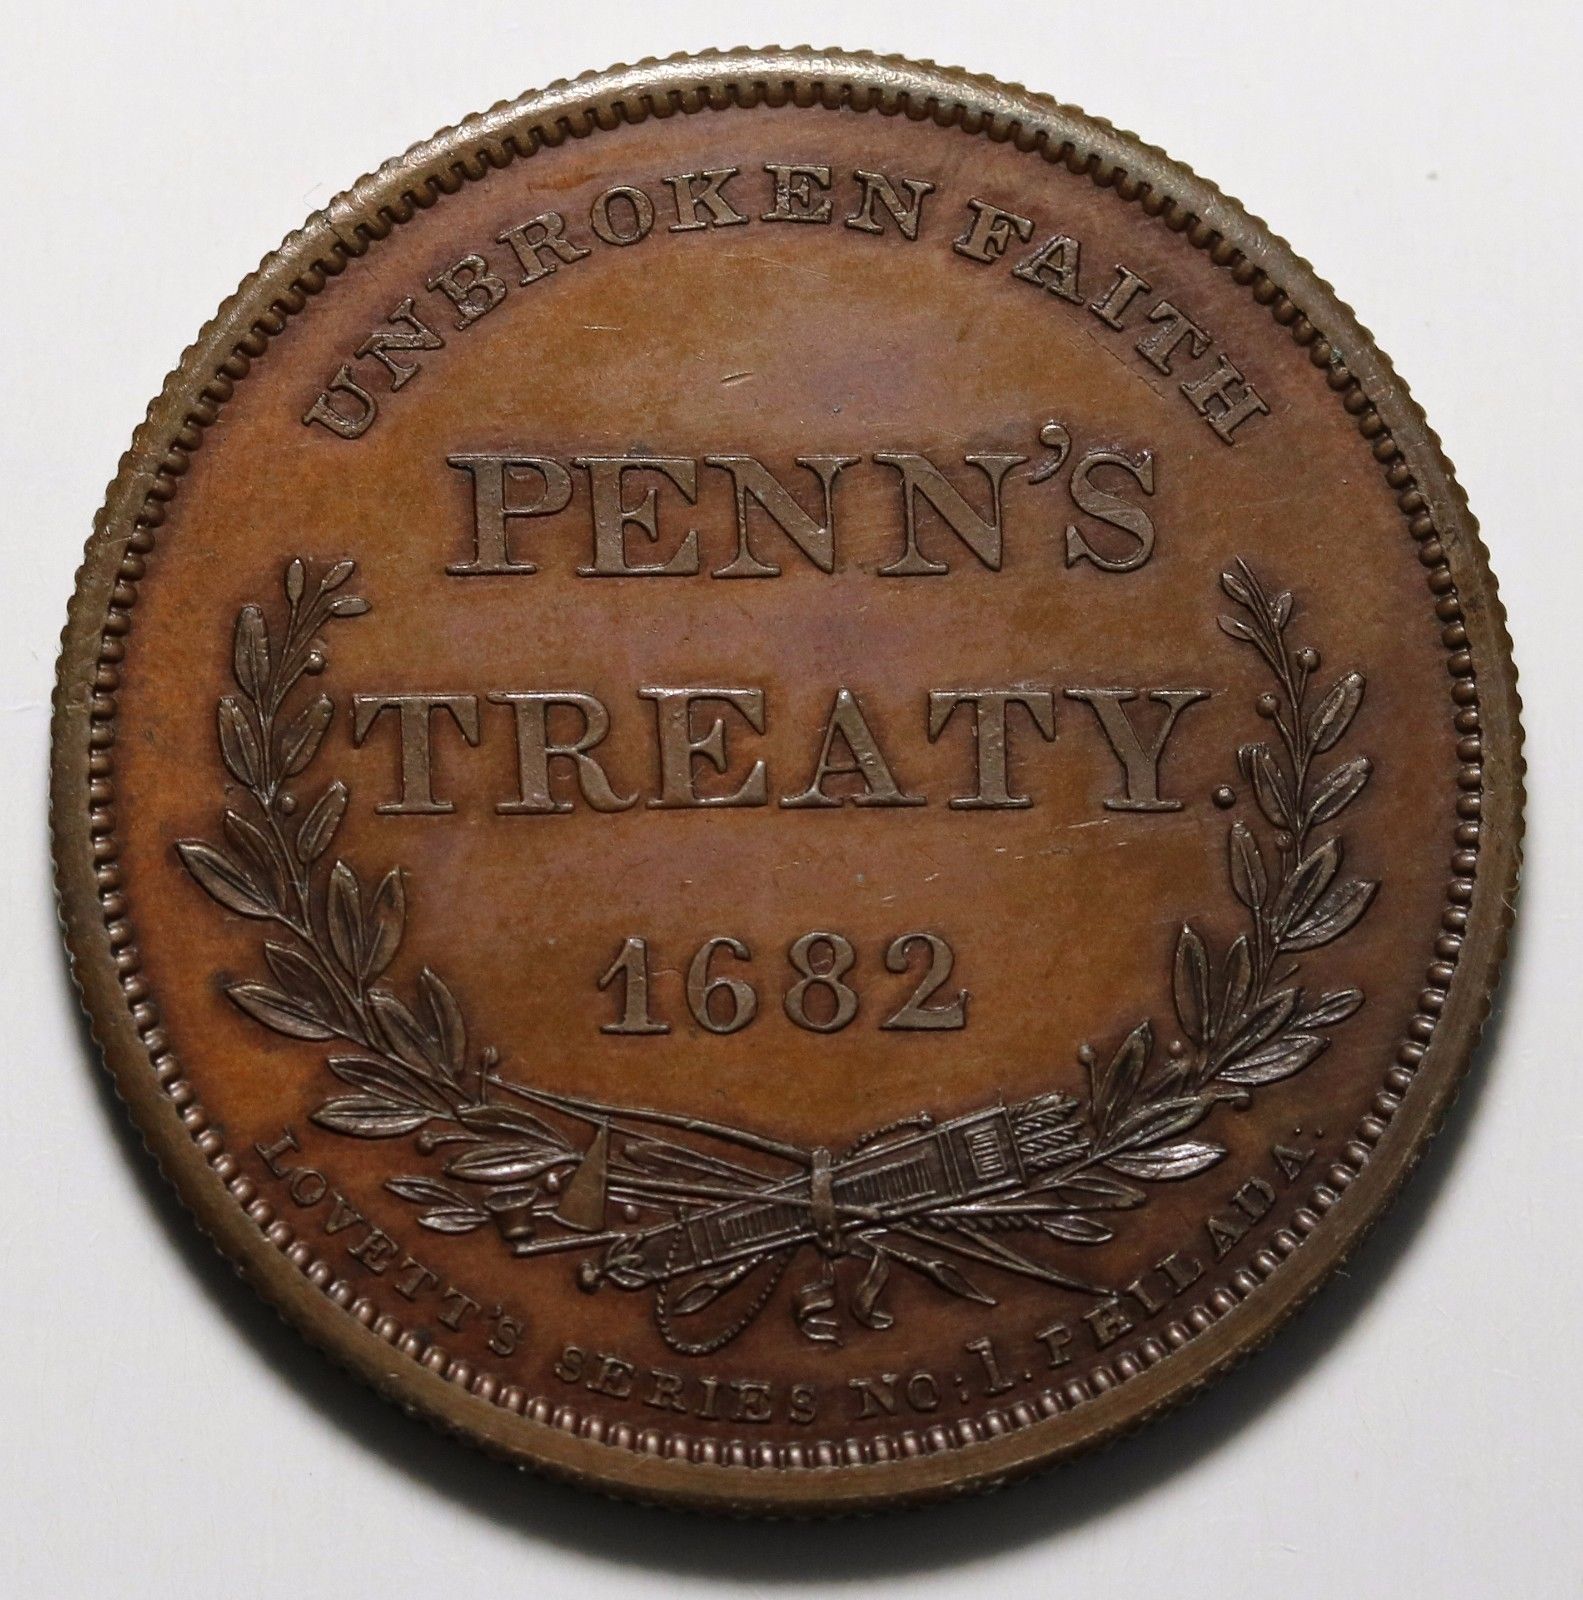 UNBROKEN FAITH
PENN'S
TREATY.
1682
LOVETT'S SERIES NO: 1. PHILADA:.